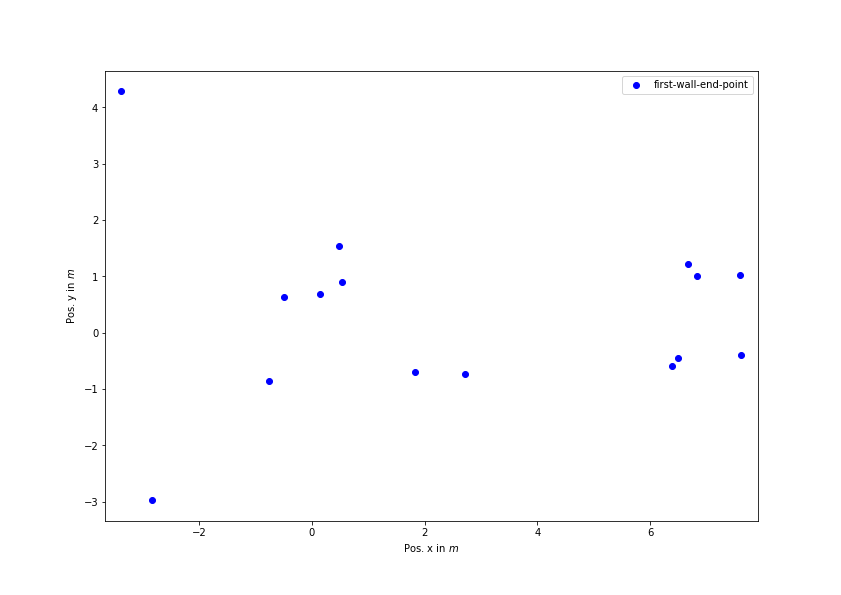 first-wall-end-point
4
3
2
1
0
−1
−2
−3
Pos. y in m
−2 0 2 4 6
Pos. x in m